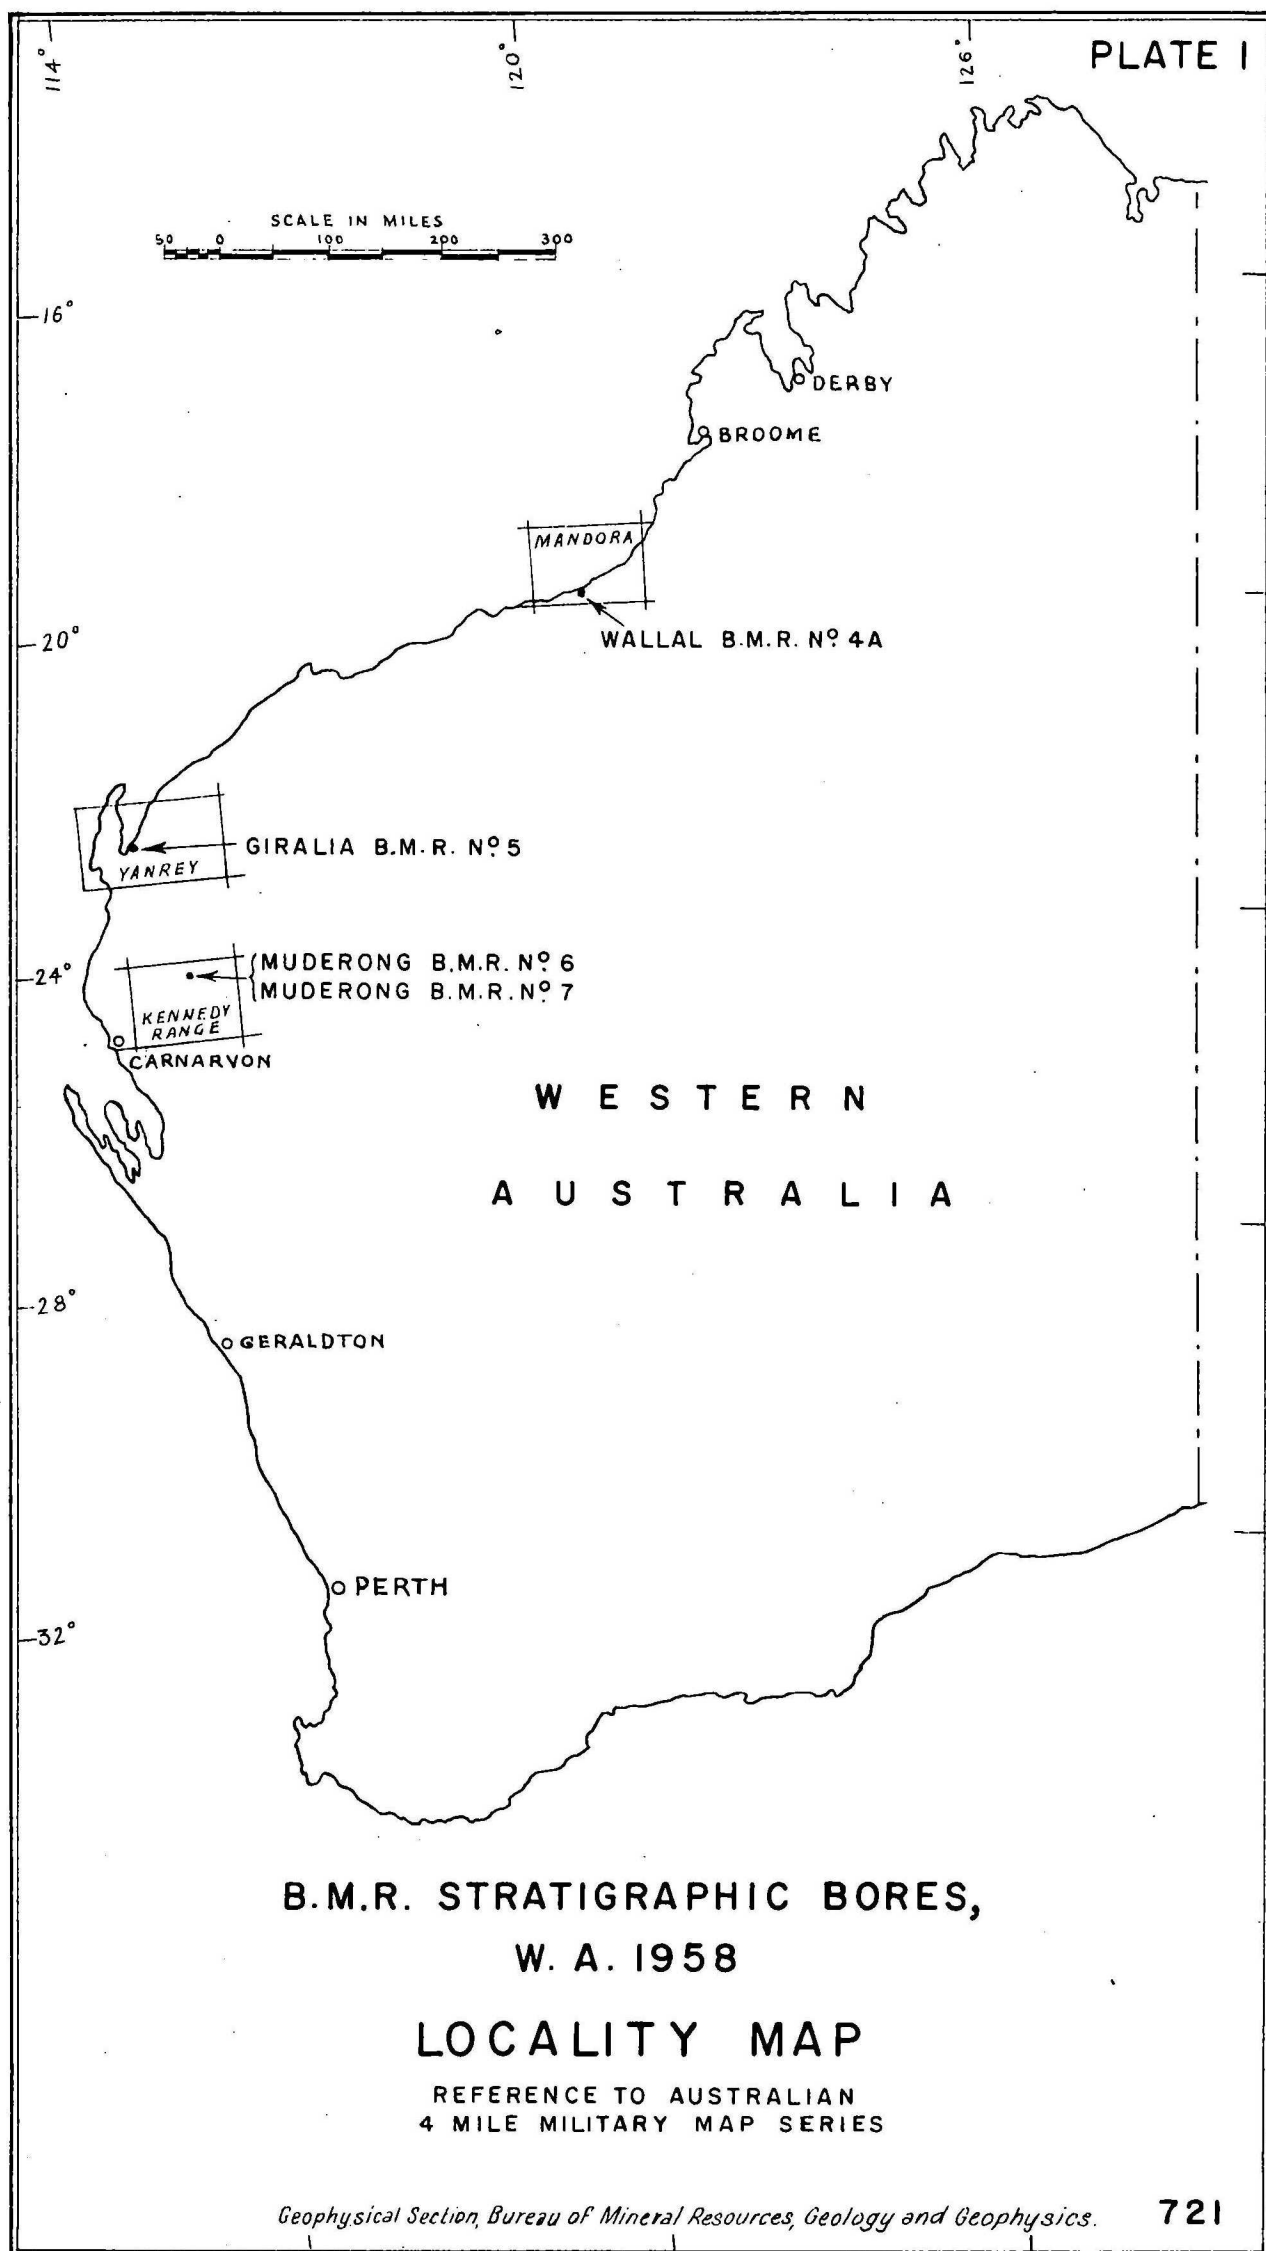 114°
120°
126°
PLATE 1
SCALE IN MILES
50 0 100 200 300
16°
DERBY
BROOME
MANDORA
WALLAL B.M.R. Nº 4A
20°
GIRALIA B.M.R. Nº 5
YANREY
MUDERONG B.M.R. Nº 6
24°
MUDERONG B.M.R. Nº 7
KENNEDY
RANGE
CARNARVON
WESTERN
AUSTRALIA
28°
GERALDTON
PERTH
32°
B.M.R. STRATIGRAPHIC BORES,
W. A. 1958
LOCALITY MAP
REFERENCE TO AUSTRALIAN
4 MILE MILITARY MAP SERIES
Geophysical Section, Bureau of Mineral Resources, Geology and Geophysics.
721